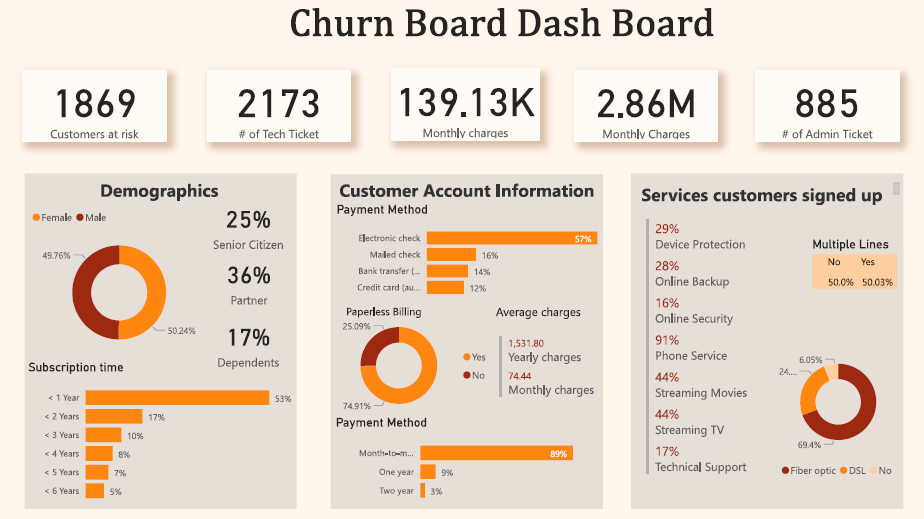 Churn Board Dash Board
1869
Customers at risk
2173
# of Tech Ticket
139.13K
Monthly charges
2.86M
Monthly Charges
885
# of Admin Ticket
Demographics
Female Male
49.76%
50.24%
25%
Senior Citizen
36%
Partner
17%
Dependents
Subscription time
< 1 Year 53%
< 2 Years 17%
< 3 Years 10%
< 4 Years 8%
< 5 Years 7%
< 6 Years 5%
Customer Account Information
Payment Method
Electronic check 57%
Mailed check 16%
Bank transfer (... 14%
Credit card (au... 12%
Paperless Billing
25.09%
74.91%
Yes
No
Average charges
1,531.80
Yearly charges
74.44
Monthly charges
Payment Method
Month-to-m... 89%
One year 9%
Two year 3%
Services customers signed up
29%
Device Protection
28%
Online Backup
16%
Online Security
91%
Phone Service
44%
Streaming Movies
44%
Streaming TV
17%
Technical Support
Multiple Lines
No Yes
50.0% 50.03%
6.05%
24....
69.4%
Fiber optic DSL No